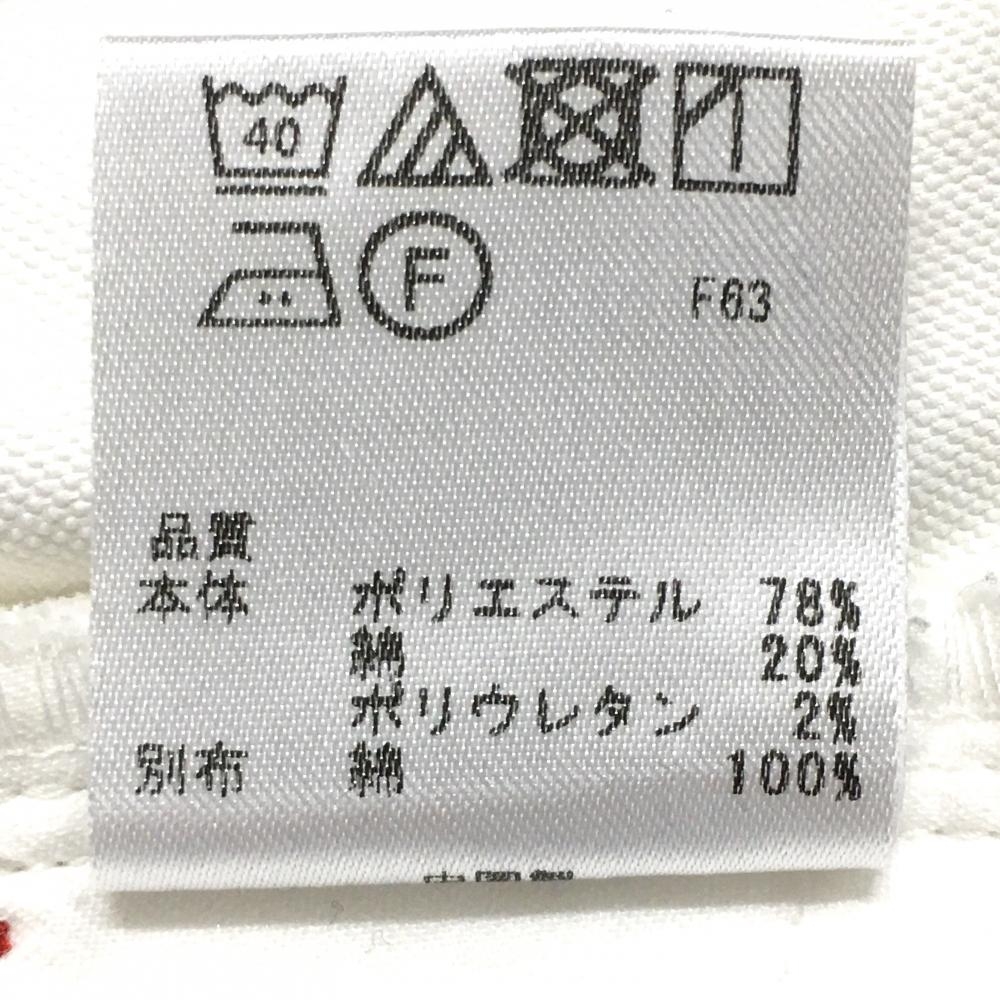 40
F
F63
品質
本体 ポリエステル 78%
綿 20%
ポリウレタン 2%
別布 綿 100%